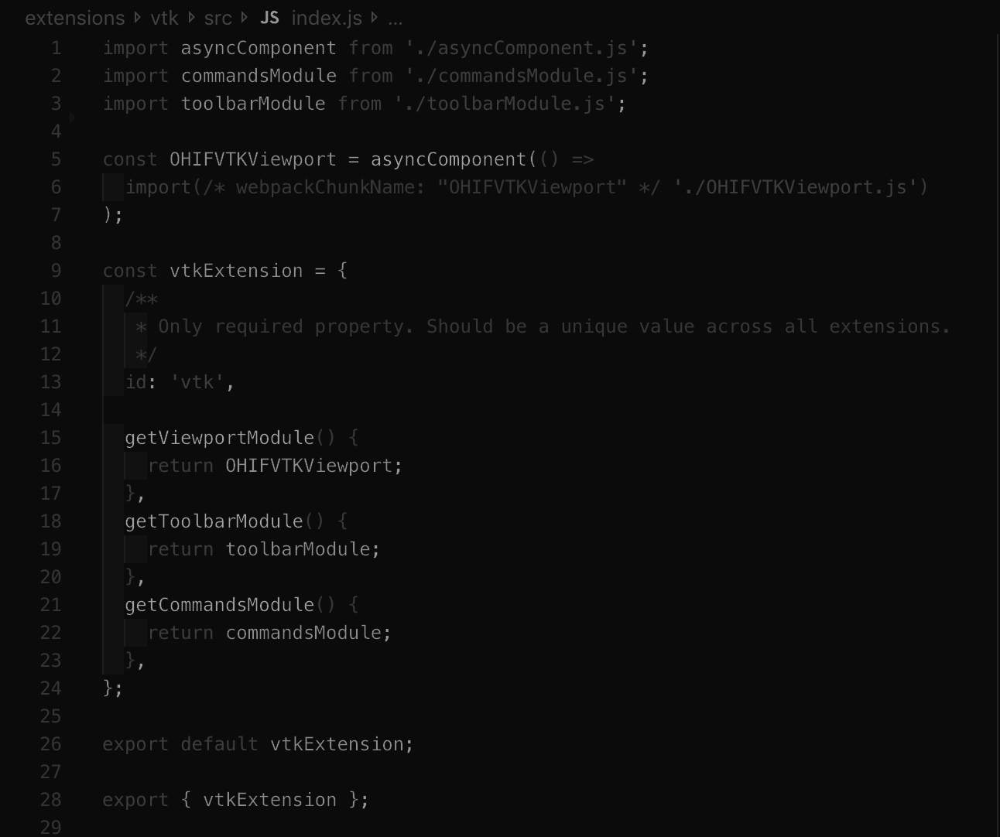 extensions vtk src JS index.js ...
1 import asyncComponent from './asyncComponent.js';
2 import commandsModule from './commandsModule.js';
3 import toolbarModule from './toolbarModule.js';
4
5 const OHIFVTKViewport = asyncComponent(() =>
6   import(/* webpackChunkName: "OHIFVTKViewport" */ './OHIFVTKViewport.js')
7 );
8
9 const vtkExtension = {
10   /**
11    * Only required property. Should be a unique value across all extensions.
12    */
13   id: 'vtk',
14
15   getViewportModule() {
16     return OHIFVTKViewport;
17   },
18   getToolbarModule() {
19     return toolbarModule;
20   },
21   getCommandsModule() {
22     return commandsModule;
23   },
24 };
25
26 export default vtkExtension;
27
28 export { vtkExtension };
29